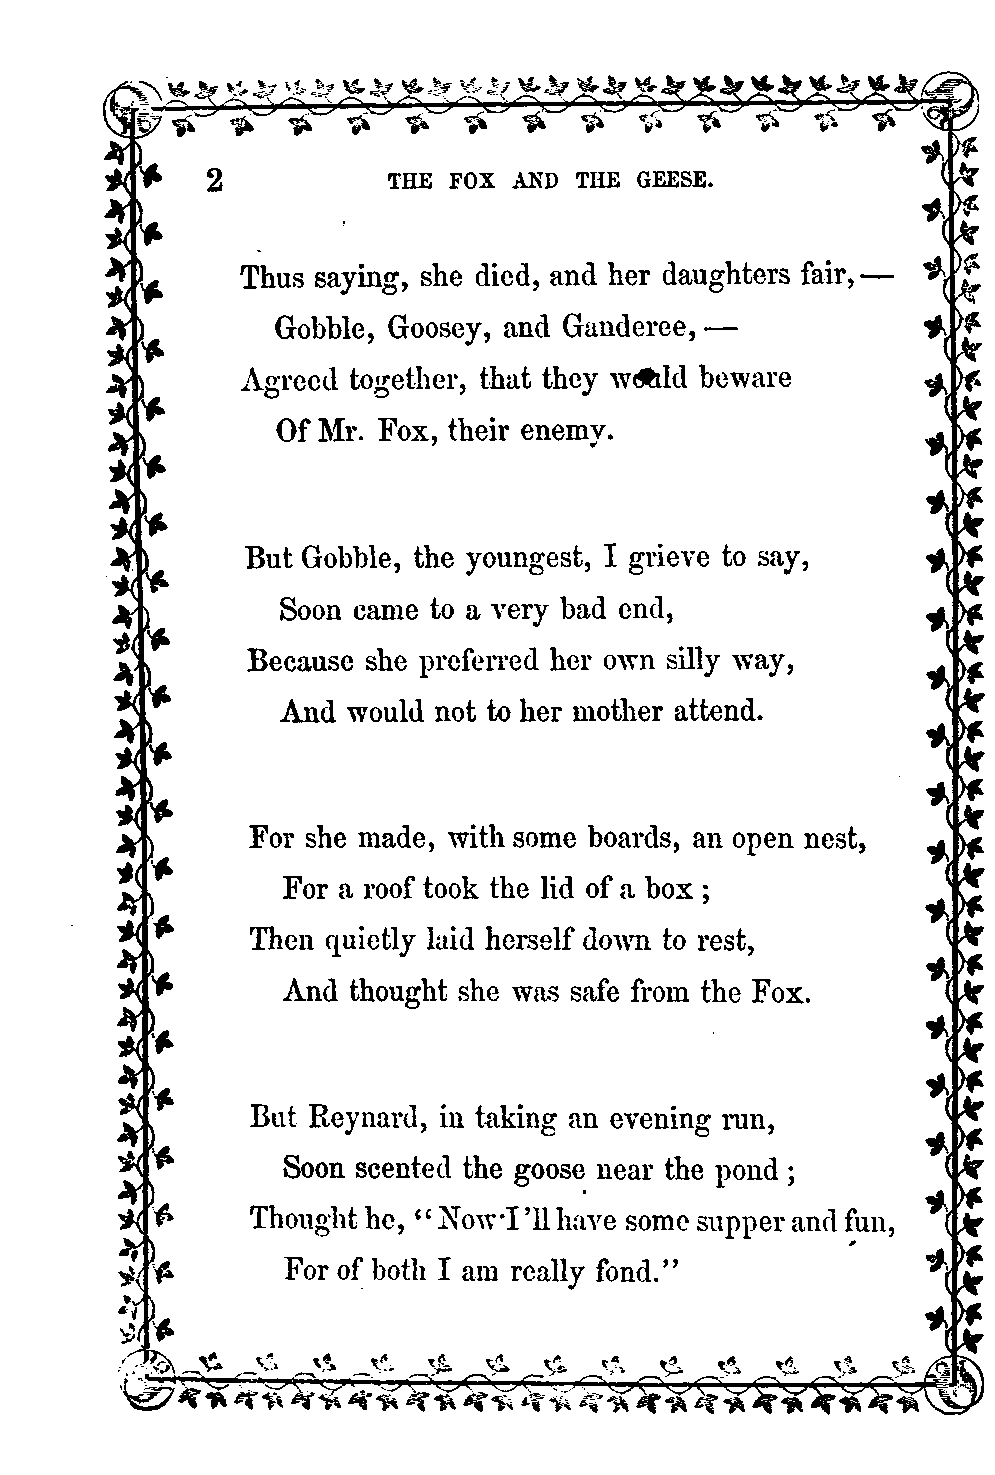 2 THE FOX AND THE GEESE.
Thus saying, she died, and her daughters fair,—
Gobble, Goosey, and Ganderee,—
Agreed together, that they would beware
Of Mr. Fox, their enemy.
But Gobble, the youngest, I grieve to say,
Soon came to a very bad end,
Because she preferred her own silly way,
And would not to her mother attend.
For she made, with some boards, an open nest,
For a roof took the lid of a box;
Then quietly laid herself down to rest,
And thought she was safe from the Fox.
But Reynard, in taking an evening run,
Soon scented the goose near the pond;
Thought he, "Now I'll have some supper and fun,
For of both I am really fond."